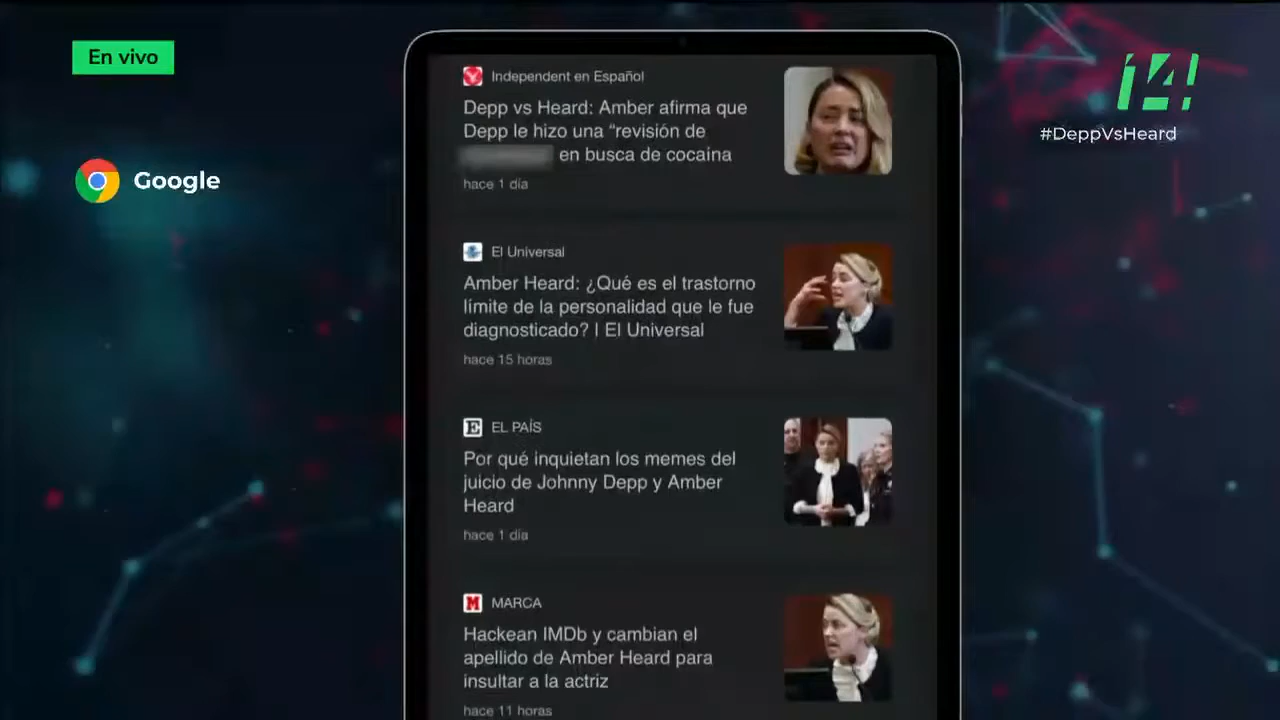 En vivo
Google
14!
#DeppVsHeard
Independent en Español
Depp vs Heard: Amber afirma que
Depp le hizo una “revisión de
en busca de cocaína
hace 1 día
El Universal
Amber Heard: ¿Qué es el trastorno
límite de la personalidad que le fue
diagnosticado? | El Universal
hace 15 horas
E
EL PAÍS
Por qué inquietan los memes del
juicio de Johnny Depp y Amber
Heard
hace 1 día
M
MARCA
Hackean IMDb y cambian el
apellido de Amber Heard para
insultar a la actriz
hace 11 horas